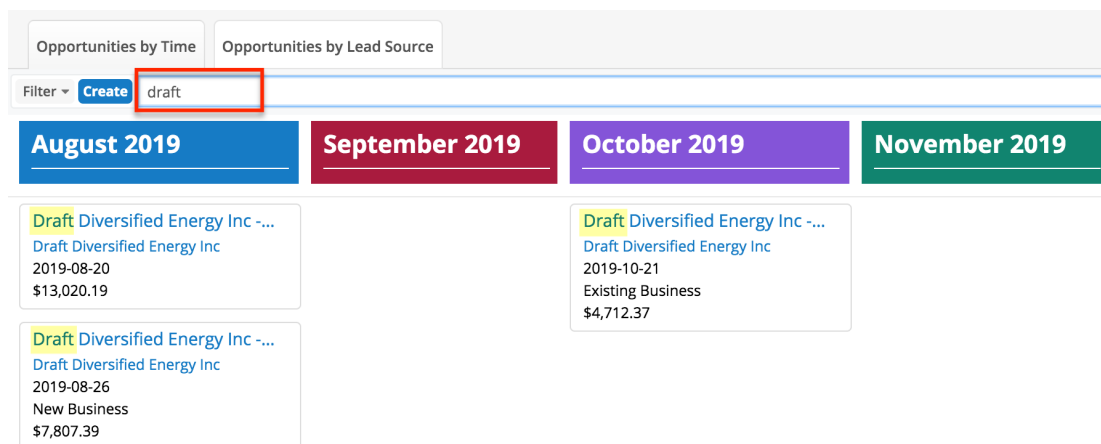 Opportunities by Time
Opportunities by Lead Source
Filter
Create
draft
August 2019
September 2019
October 2019
November 2019
Draft Diversified Energy Inc -...
Draft Diversified Energy Inc
2019-08-20
$13,020.19
Draft Diversified Energy Inc -...
Draft Diversified Energy Inc
2019-08-26
New Business
$7,807.39
Draft Diversified Energy Inc -...
Draft Diversified Energy Inc
2019-10-21
Existing Business
$4,712.37